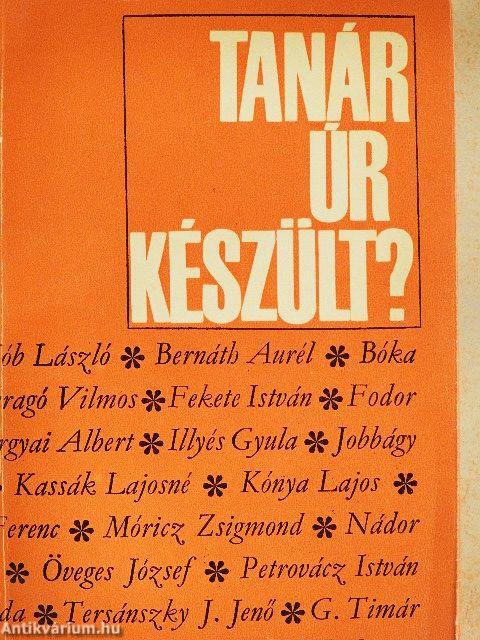 TANÁR
ÚR
KÉSZÜLT?
ób László * Bernáth Aurél * Bóka
ragó Vilmos * Fekete István * Fodor
rgyai Albert * Illyés Gyula * Jobbágy
Kassák Lajosné * Kónya Lajos *
Ferenc * Móricz Zsigmond * Nádor
* Öveges József * Petrovácz István
da * Tersánszky J. Jenő * G. Timár
Antikvarium.hu